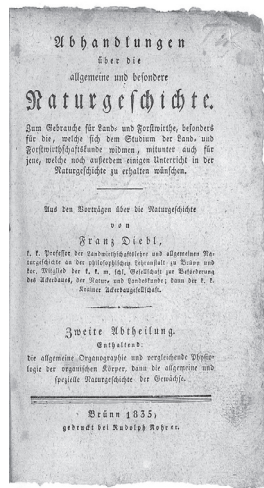 Abhandlungen
über die
allgemeine und besondere
Naturgeschichte.
Zum Gebrauche für Land- und Forstwirthe, besonders
für die, welche sich dem Studium der Land- und
Forstwirthschaftskunde widmen, mitunter auch für
jene, welche noch außerdem einigen Unterricht in der
Naturgeschichte zu erhalten wünschen.
Aus den Vorträgen über die Naturgeschichte
von
Franz Diebl,
k. k. Professor der Landwirthschaftslehre und allgemeinen Na-
turgeschichte an der philosophischen Lehranstalt zu Brünn und
kor. Mitglied der k. k. m. schl. Gesellschaft zur Beförderung
des Ackerbaues, der Natur- und Landeskunde; dann der k. k.
Krainer Ackerbaugesellschaft.
Zweite Abtheilung.
Enthaltend:
die allgemeine Organographie und vergleichende Physio-
logie der organischen Körper, dann die allgemeine und
spezielle Naturgeschichte der Gewächse.
Brünn 1835,
gedruckt bei Rudolph Rohrer.